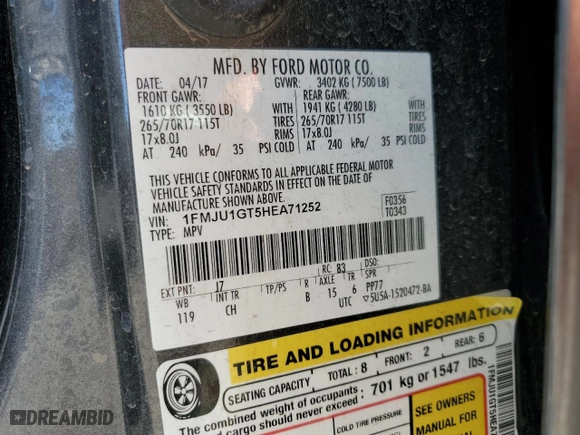 MFD. BY FORD MOTOR CO.
DATE: 04/17 GVWR: 3402 KG ( 7500 LB)
FRONT GAWR: REAR GAWR:
1610 KG ( 3550 LB) 1941 KG ( 4280 LB)
265/70R17 115T TIRES 265/70R17 115T TIRES
17x8.0J RIMS 17x8.0J RIMS
AT 240 kPa/ 35 PSI COLD AT 240 kPa/ 35 PSI COLD
THIS VEHICLE CONFORMS TO ALL APPLICABLE FEDERAL MOTOR
VEHICLE SAFETY STANDARDS IN EFFECT ON THE DATE OF
MANUFACTURE SHOWN ABOVE.
VIN: 1FMJU1GT5HEA71252 F0356
TYPE: MPV T0343
EXT PNT: J7 RC: B3 DSO:
WB INT TR TP/PS R AXLE TR SPR
119 CH B 15 6 PP77
UTC ▽5U5A-1520472-BA
TIRE AND LOADING INFORMATION
SEATING CAPACITY TOTAL: 8 FRONT: 2 REAR: 6
The combined weight of occupants
and cargo should never exceed 701 kg or 1547 lbs.
COLD TIRE PRESSURE
SEE OWNERS
MANUAL FOR
1FMJU1GT5HEA
DREAMBID